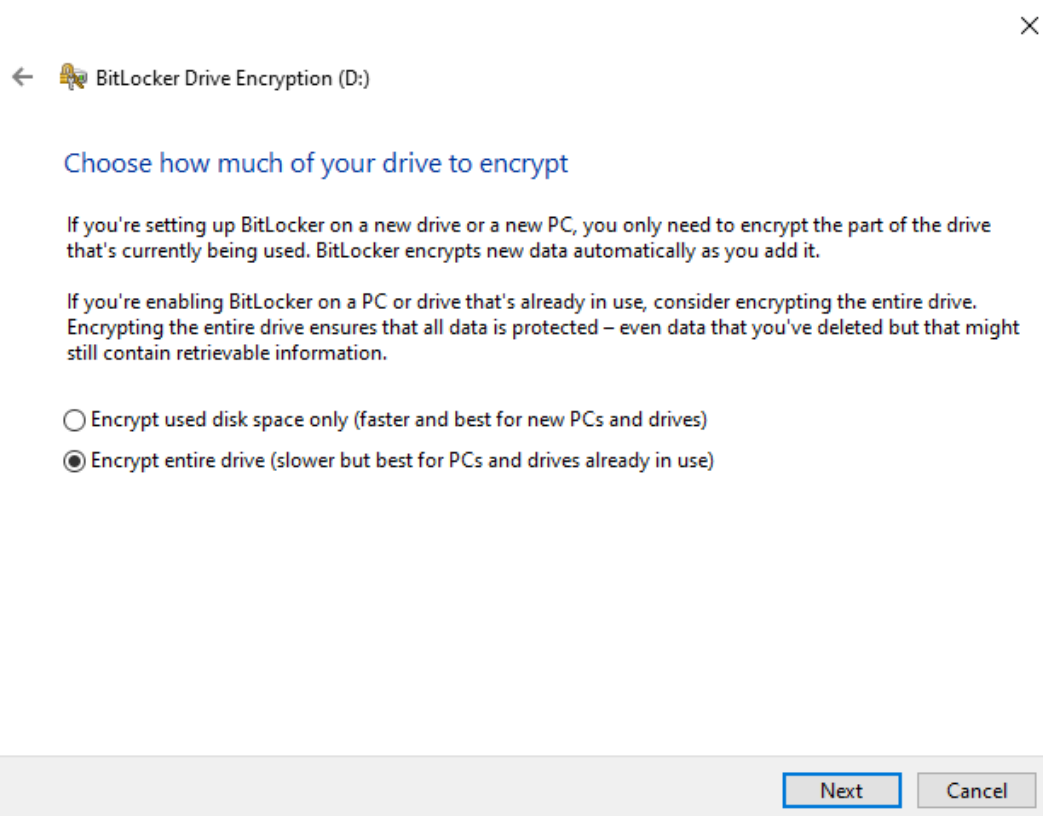 BitLocker Drive Encryption (D:)
Choose how much of your drive to encrypt
If you're setting up BitLocker on a new drive or a new PC, you only need to encrypt the part of the drive
that's currently being used. BitLocker encrypts new data automatically as you add it.
If you're enabling BitLocker on a PC or drive that's already in use, consider encrypting the entire drive.
Encrypting the entire drive ensures that all data is protected – even data that you've deleted but that might
still contain retrievable information.
Encrypt used disk space only (faster and best for new PCs and drives)
Encrypt entire drive (slower but best for PCs and drives already in use)
Next
Cancel